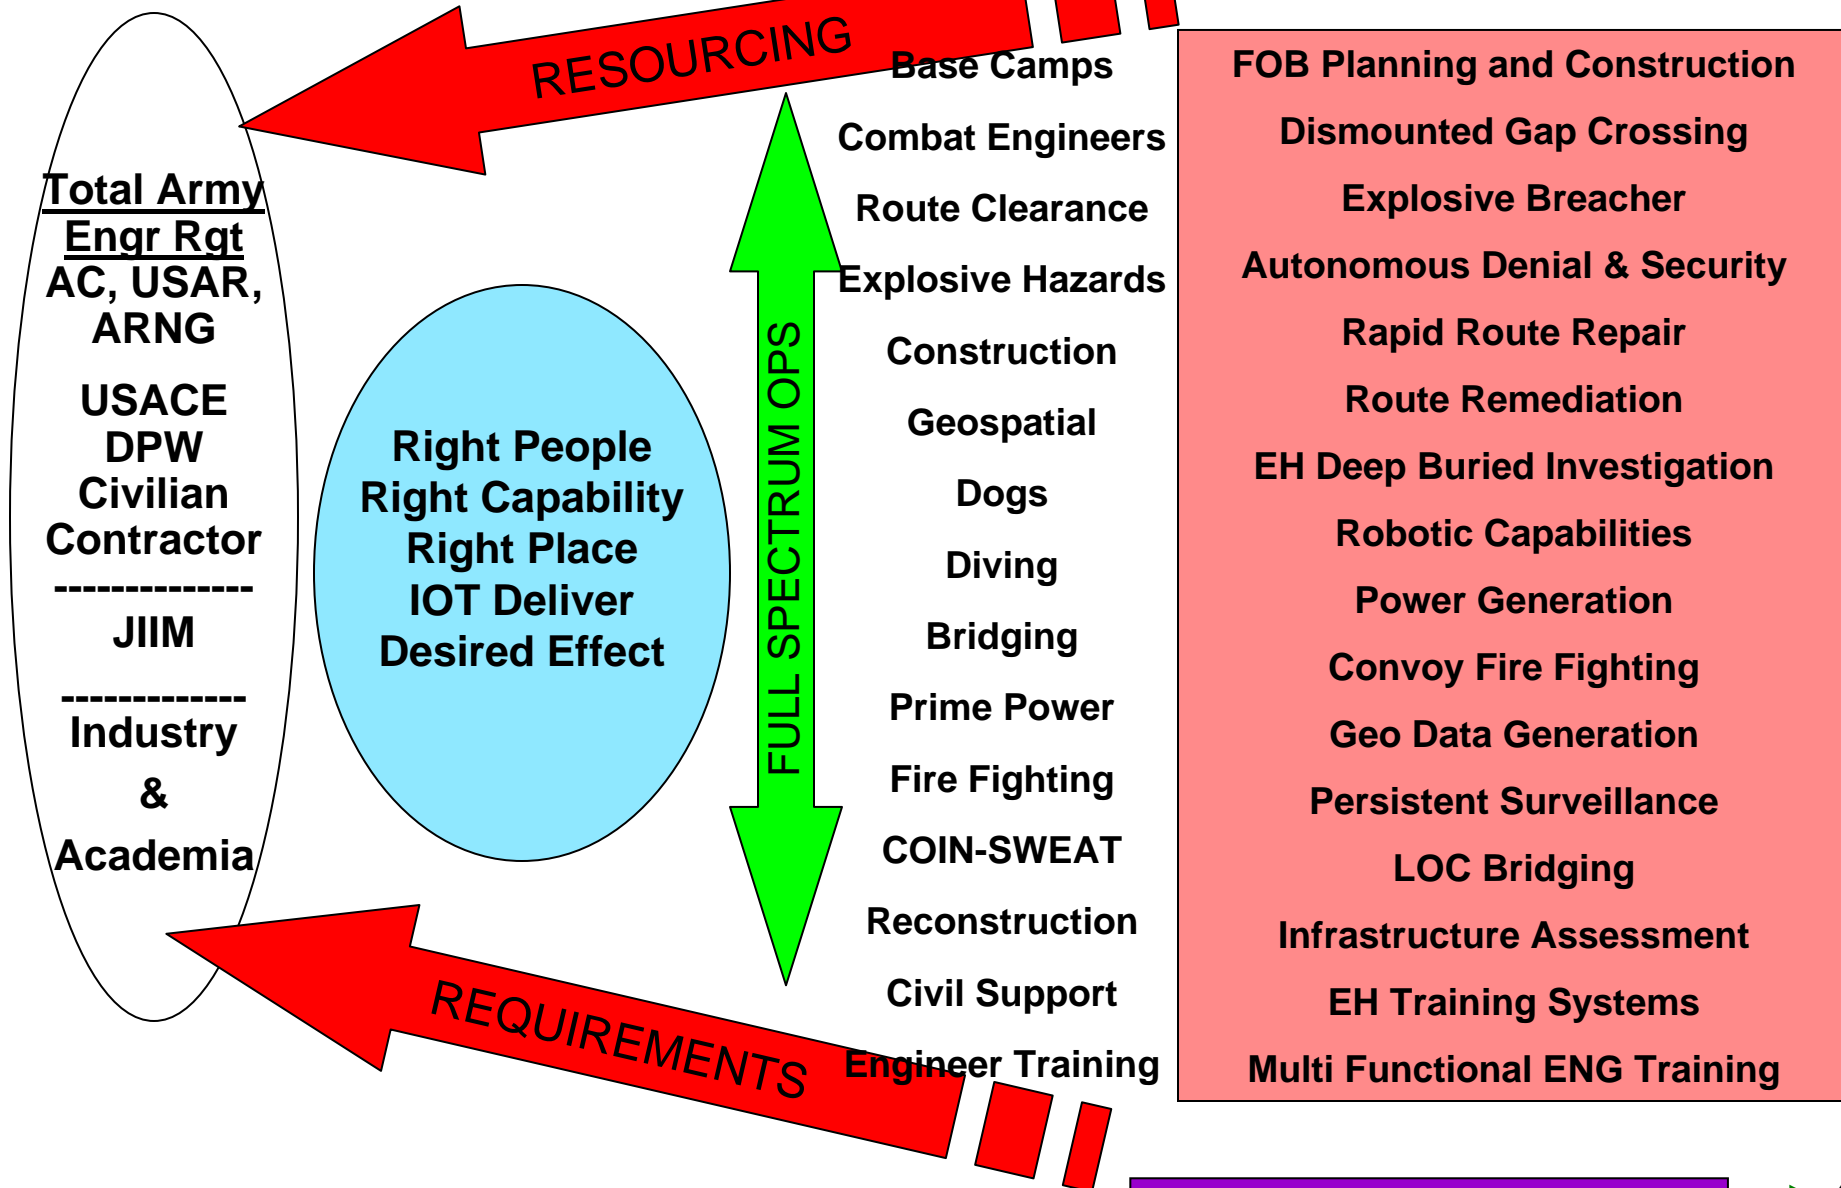 RESOURCING
Total Army
Engr Rgt
AC, USAR,
ARNG
USACE
DPW
Civilian
Contractor
--------------
JIIM
-------------
Industry
&
Academia
Right People
Right Capability
Right Place
IOT Deliver
Desired Effect
FULL SPECTRUM OPS
Base Camps
Combat Engineers
Route Clearance
Explosive Hazards
Construction
Geospatial
Dogs
Diving
Bridging
Prime Power
Fire Fighting
COIN-SWEAT
Reconstruction
Civil Support
Engineer Training
FOB Planning and Construction
Dismounted Gap Crossing
Explosive Breacher
Autonomous Denial & Security
Rapid Route Repair
Route Remediation
EH Deep Buried Investigation
Robotic Capabilities
Power Generation
Convoy Fire Fighting
Geo Data Generation
Persistent Surveillance
LOC Bridging
Infrastructure Assessment
EH Training Systems
Multi Functional ENG Training
REQUIREMENTS